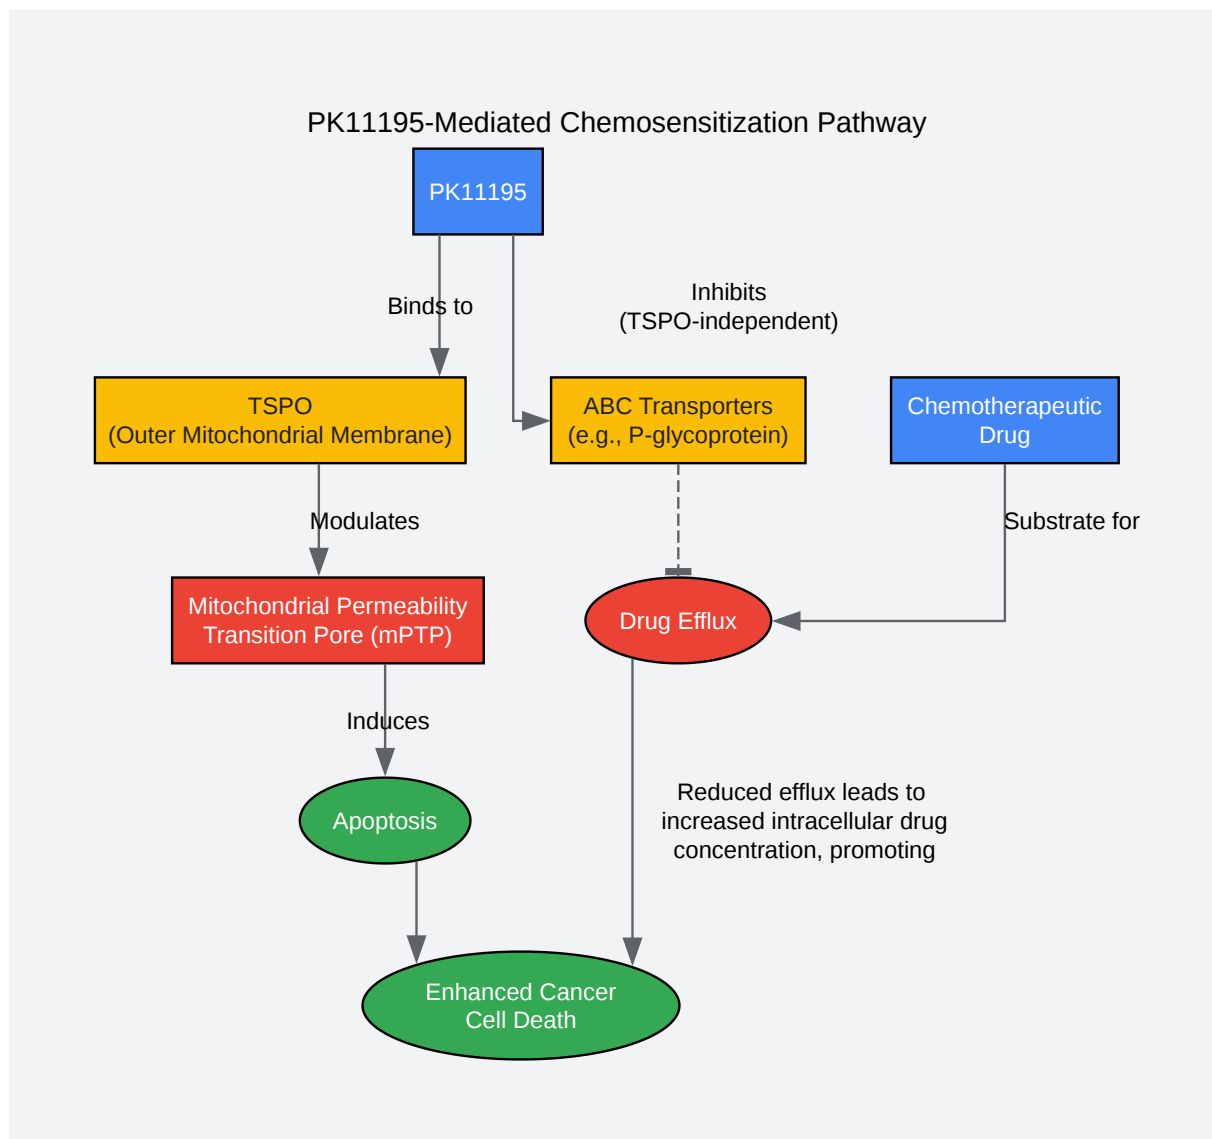 PK11195-Mediated Chemosensitization Pathway
PK11195
Binds to
Inhibits
(TSPO-independent)
TSPO
(Outer Mitochondrial Membrane)
ABC Transporters
(e.g., P-glycoprotein)
Chemotherapeutic
Drug
Modulates
Substrate for
Mitochondrial Permeability
Transition Pore (mPTP)
Drug Efflux
Induces
Apoptosis
Reduced efflux leads to
increased intracellular drug
concentration, promoting
Enhanced Cancer
Cell Death